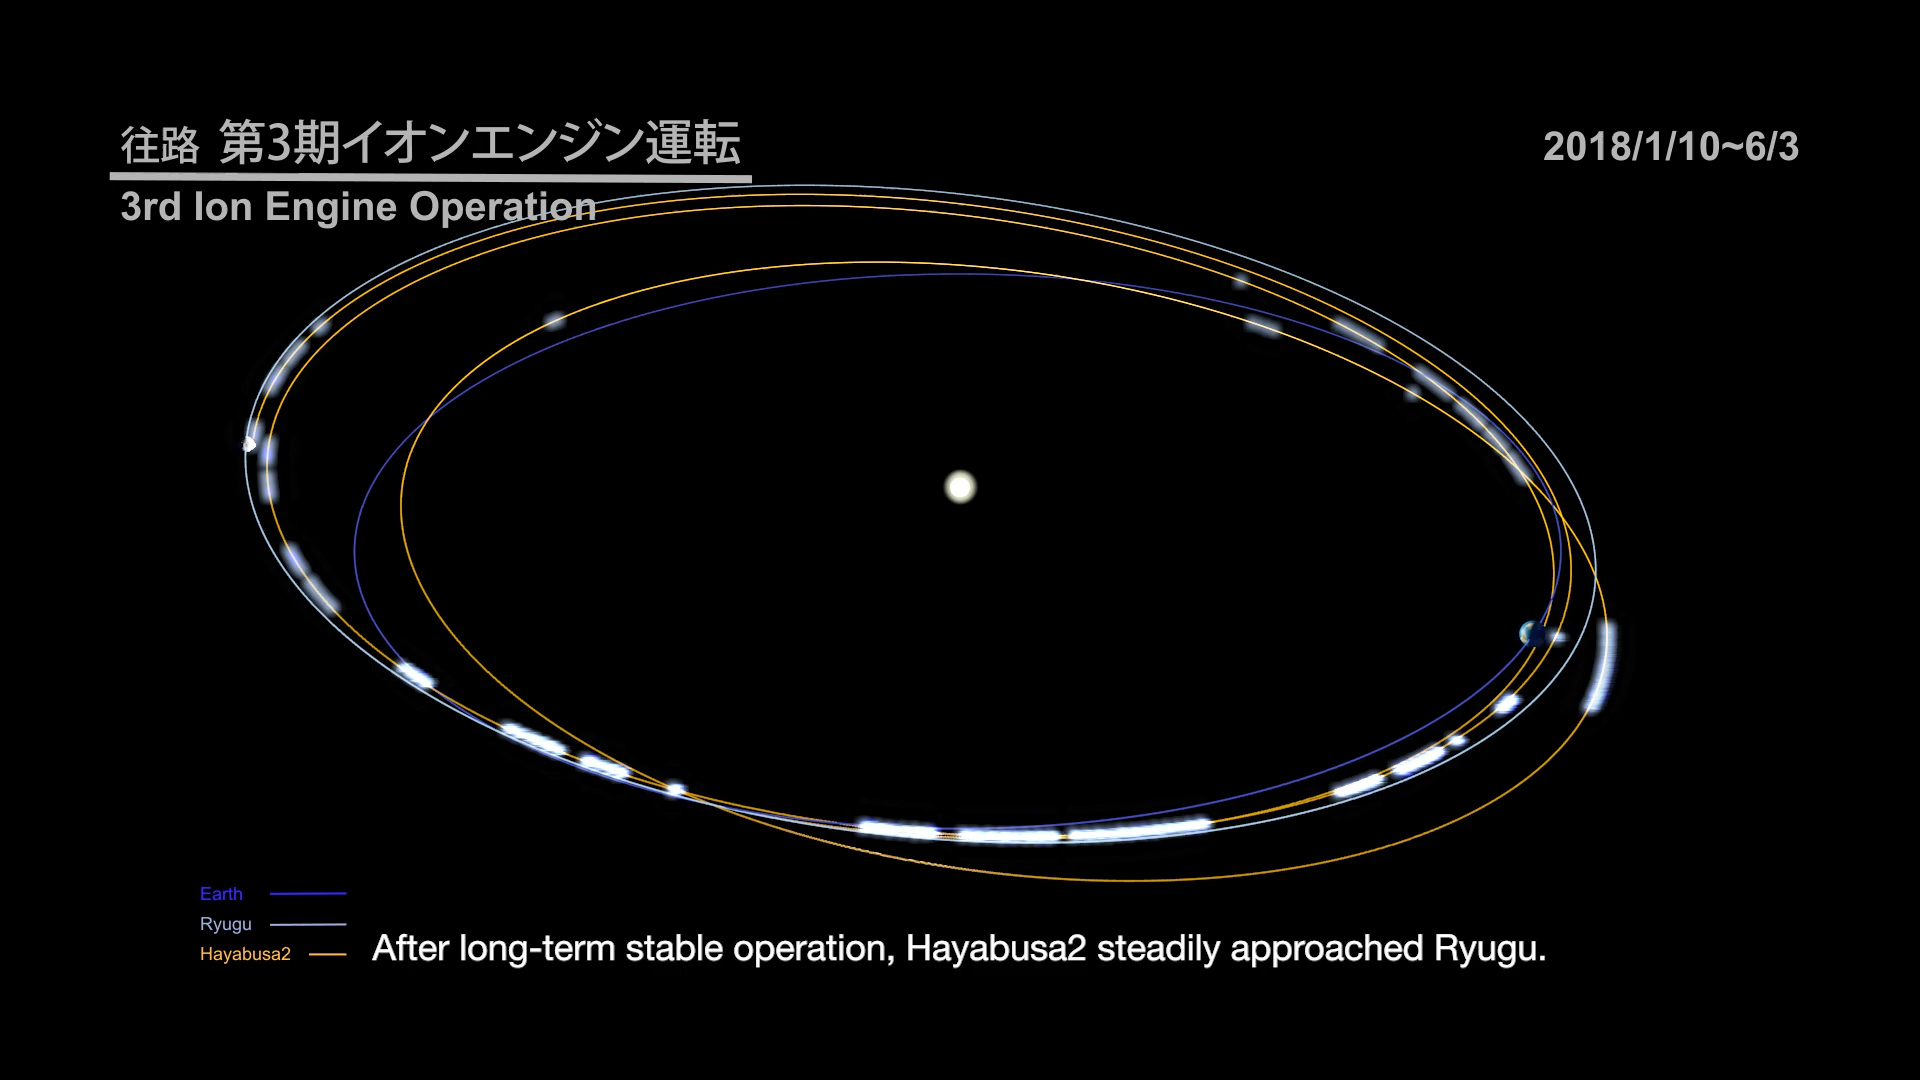 往路 第3期イオンエンジン運転
2018/1/10~6/3
3rd Ion Engine Operation
Earth
Ryugu
Hayabusa2
After long-term stable operation, Hayabusa2 steadily approached Ryugu.